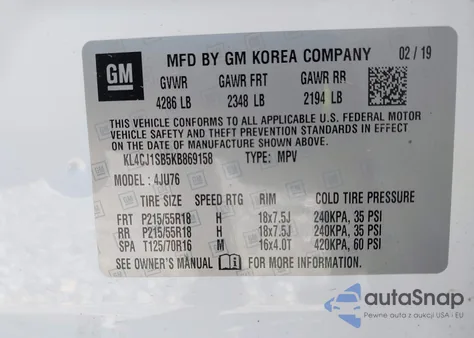 GM
MFD BY GM KOREA COMPANY 02/19
GVWR GAWR FRT GAWR RR
4286 LB 2348 LB 2194 LB
THIS VEHICLE CONFORMS TO ALL APPLICABLE U.S. FEDERAL MOTOR
VEHICLE SAFETY AND THEFT PREVENTION STANDARDS IN EFFECT ON THE
DATE OF MANUFACTURE SHOWN ABOVE.
KL4CJ1SB5KB869158 TYPE: MPV
MODEL: 4JU76
TIRE SIZE SPEED RTG RIM COLD TIRE PRESSURE
FRT P215/55R18 H 18x7.5J 240KPA, 35 PSI
RR P215/55R18 H 18x7.5J 240KPA, 35 PSI
SPA T125/70R16 M 16x4.0T 420KPA, 60 PSI
SEE OWNER'S MANUAL FOR MORE INFORMATION.
autoSnap
Pewne auta z aukcji USA i EU